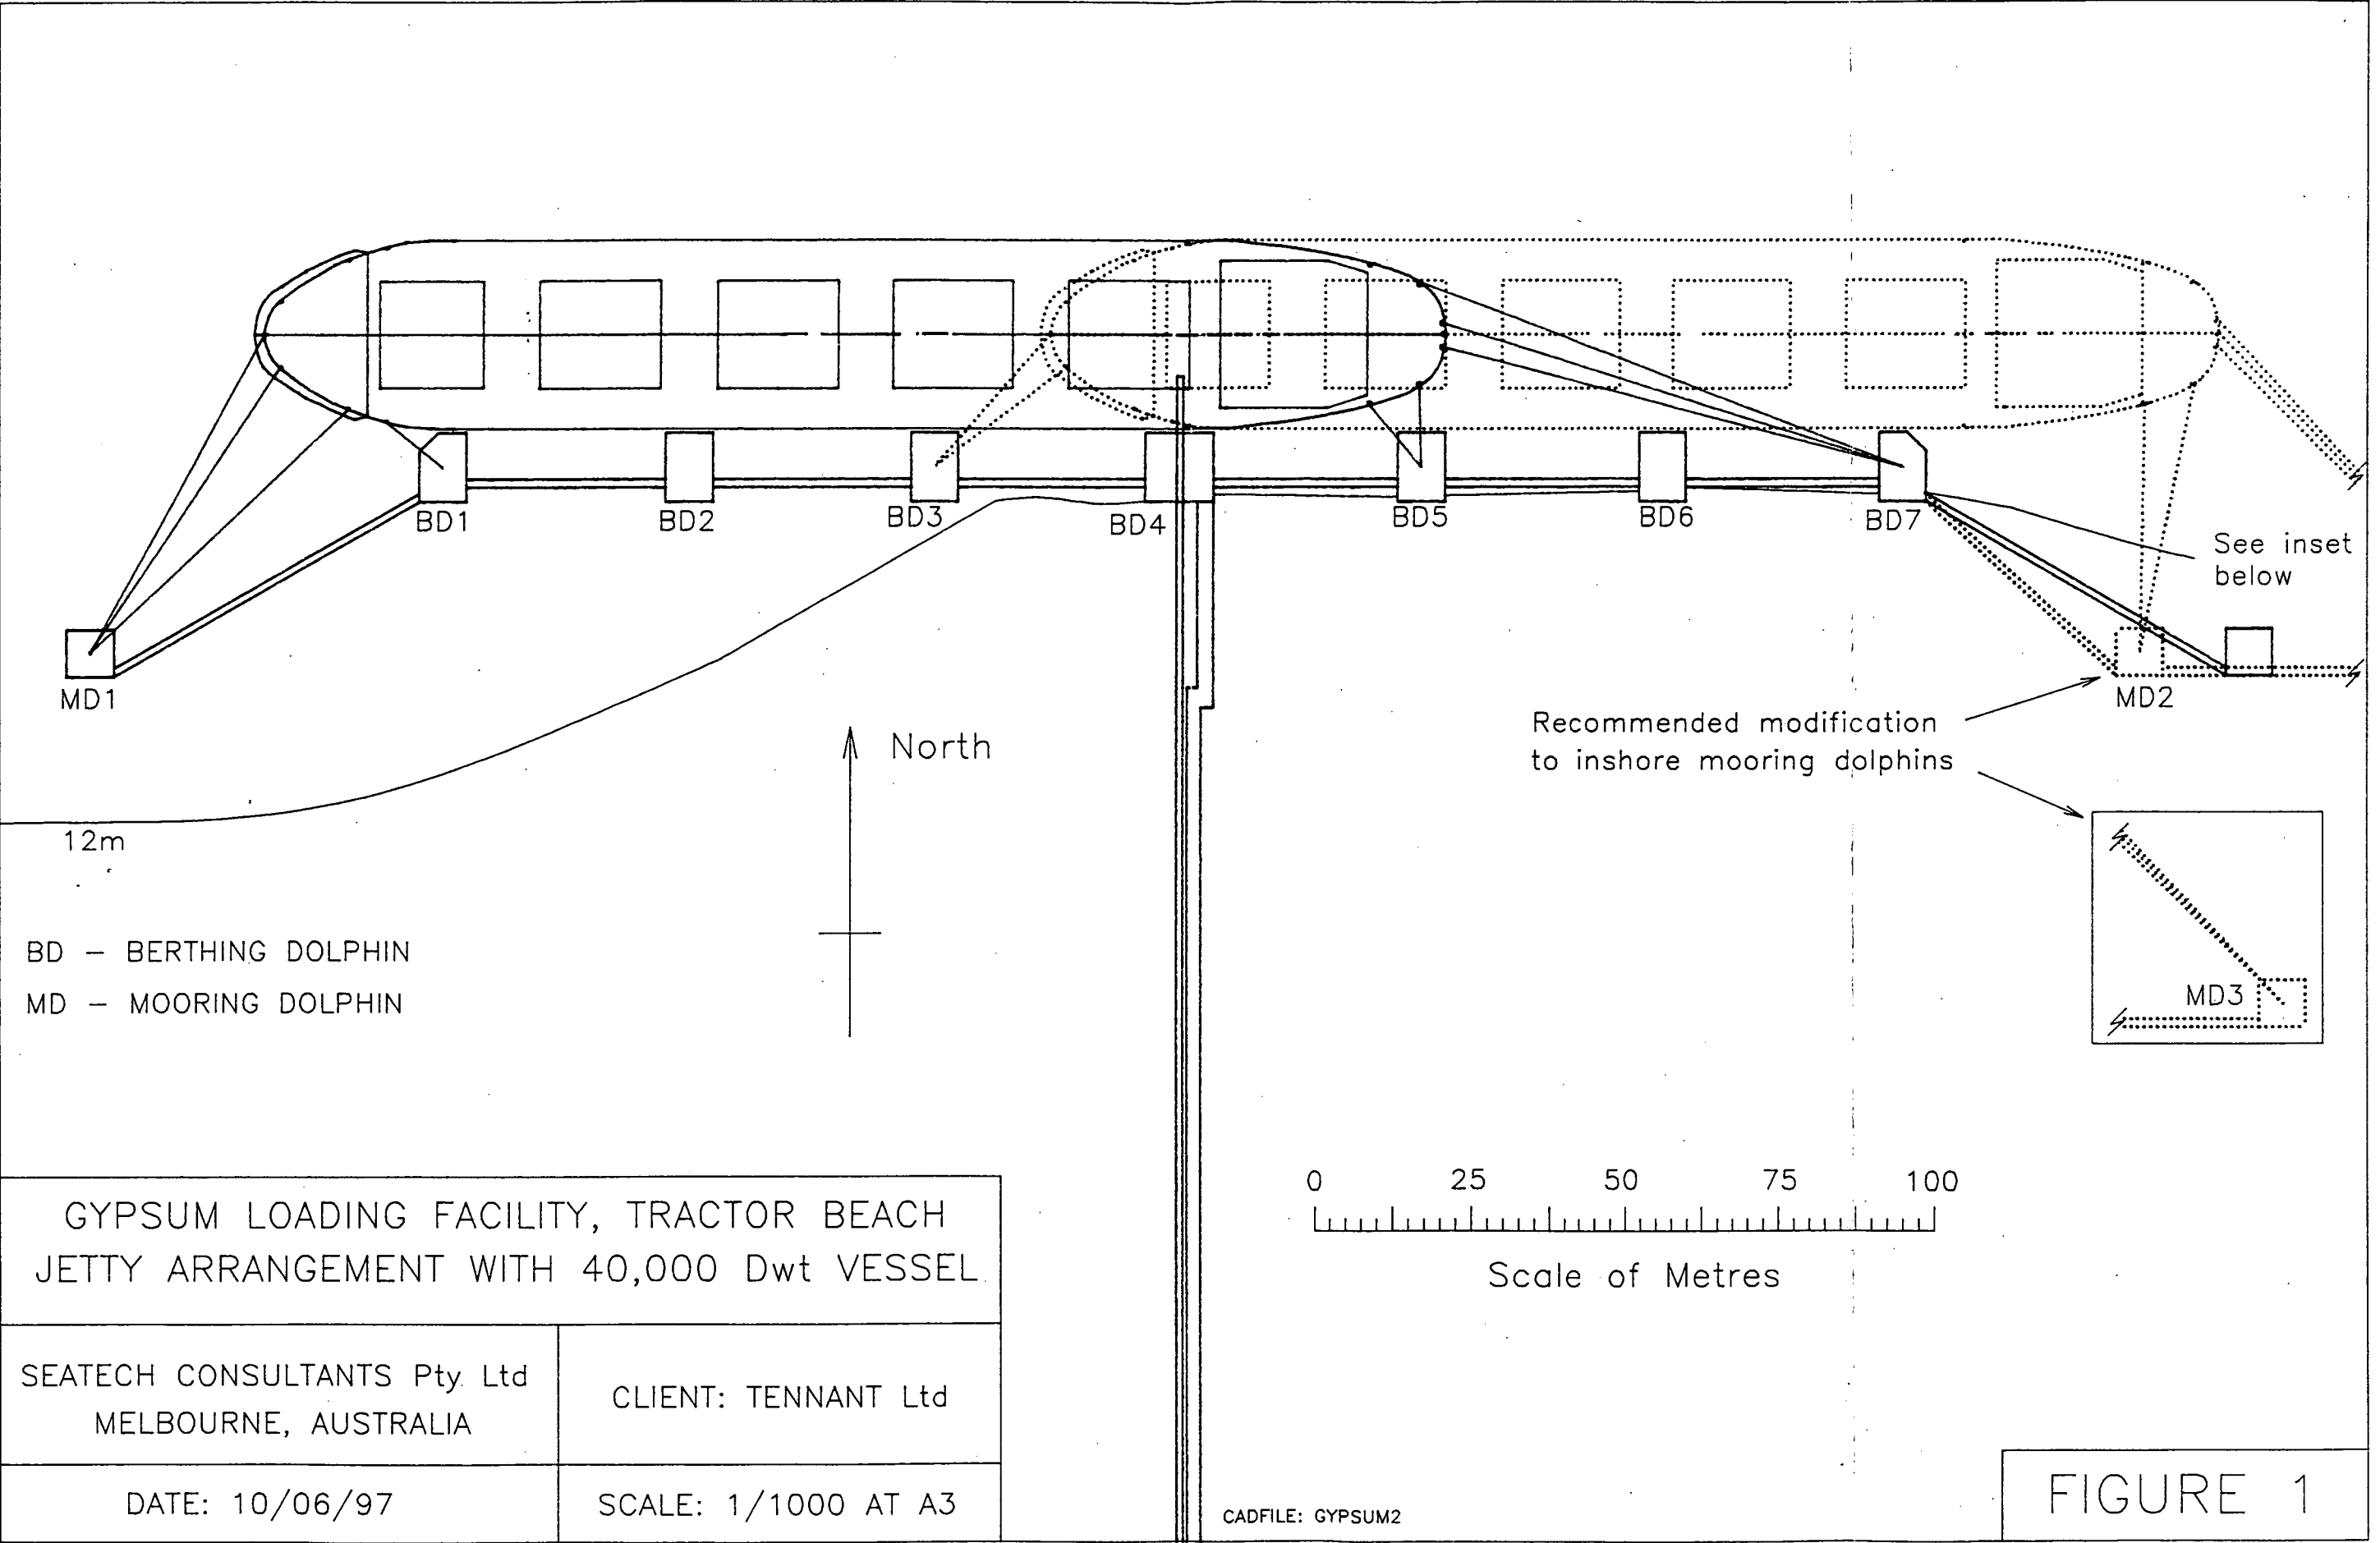 BD1
BD2
BD3
BD4
BD5
BD6
BD7
See inset
below
MD1
MD2
Recommended modification
to inshore mooring dolphins
North
12m
BD – BERTHING DOLPHIN
MD – MOORING DOLPHIN
MD3
0 25 50 75 100
Scale of Metres
GYPSUM LOADING FACILITY, TRACTOR BEACH
JETTY ARRANGEMENT WITH 40,000 Dwt VESSEL
SEATECH CONSULTANTS Pty. Ltd
MELBOURNE, AUSTRALIA
CLIENT: TENNANT Ltd
DATE: 10/06/97
SCALE: 1/1000 AT A3
CADFILE: GYPSUM2
FIGURE 1